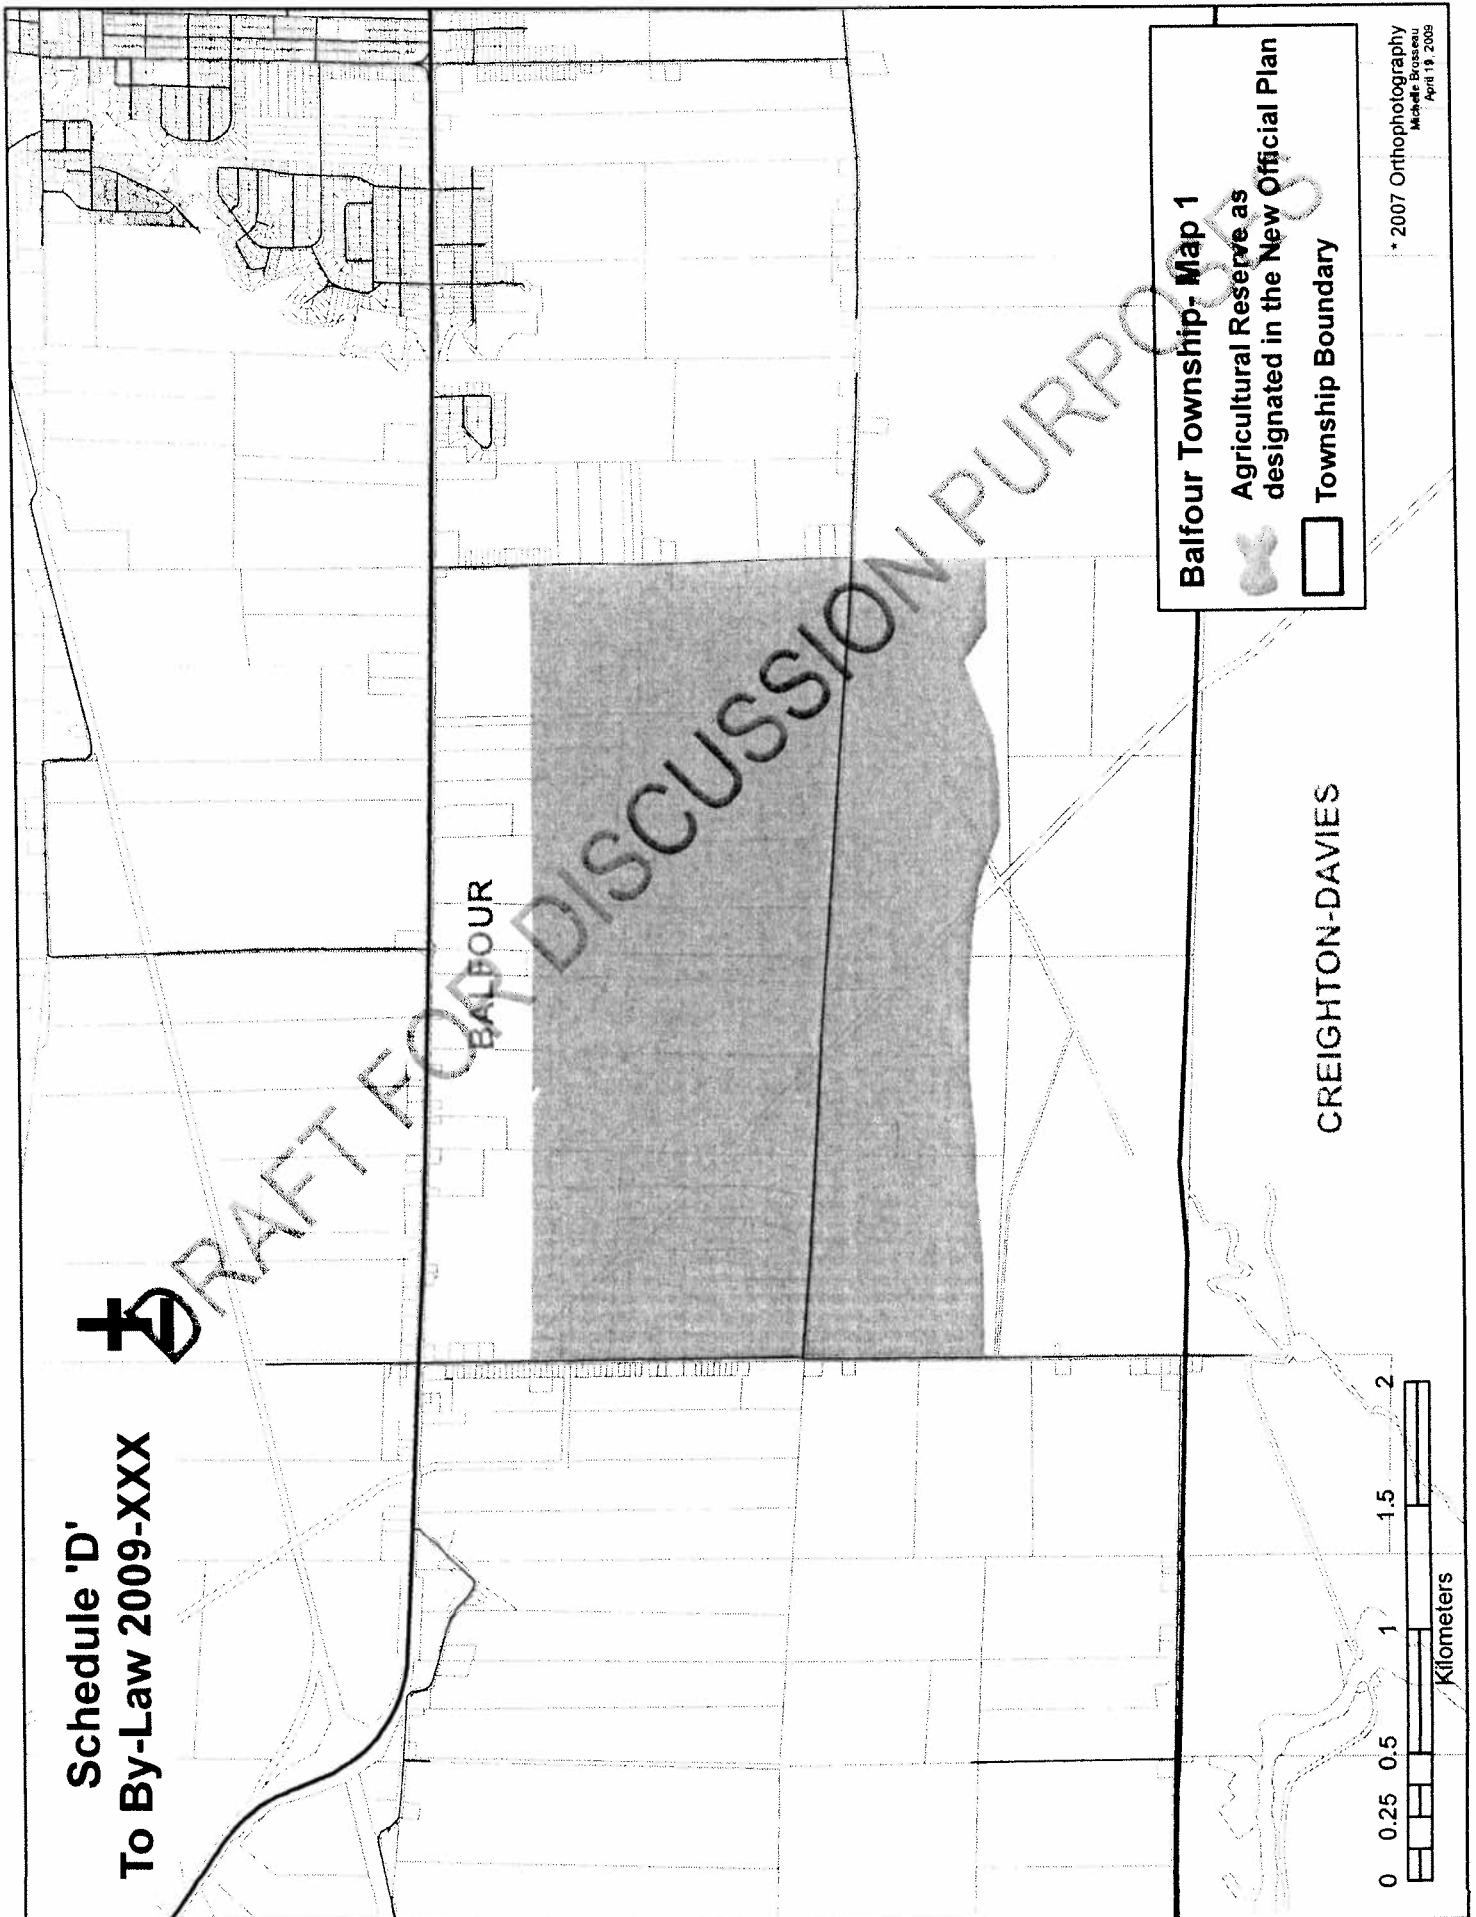 Schedule 'D'
To By-Law 2009-XXX
DRAFT FOR DISCUSSION PURPOSES
BALFOUR
CREIGHTON-DAVIES
Balfour Township- Map 1
Agricultural Reserve as
designated in the New Official Plan
Township Boundary
* 2007 Orthophotography
Michelle Brosseau
April 19, 2009
0 0.25 0.5 1 1.5 2
Kilometers